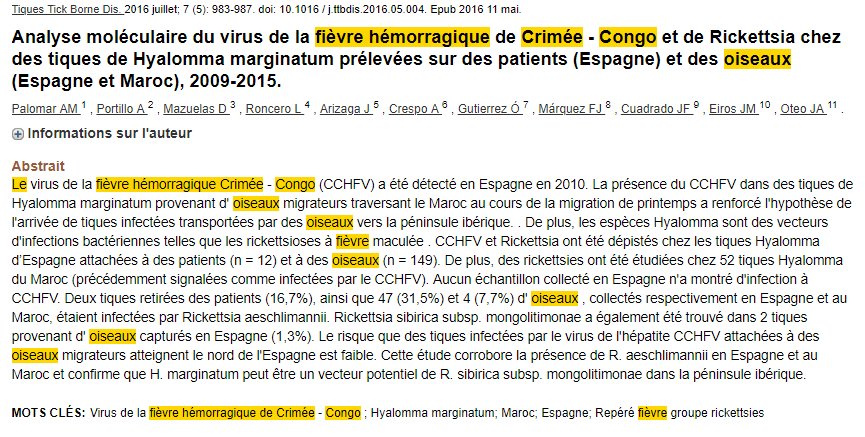 Tiques Tick Borne Dis. 2016 juillet; 7 (5): 983-987. doi: 10.1016 / j.ttbdis.2016.05.004. Epub 2016 11 mai.
Analyse moléculaire du virus de la fièvre hémorragique de Crimée - Congo et de Rickettsia chez
des tiques de Hyalomma marginatum prélevées sur des patients (Espagne) et des oiseaux
(Espagne et Maroc), 2009-2015.
Palomar AM 1 , Portillo A 2 , Mazuelas D 3 , Roncero L 4 , Arizaga J 5 , Crespo A 6 , Gutierrez Ó 7 , Márquez FJ 8 , Cuadrado JF 9 , Eiros JM 10 , Oteo JA 11 .
Informations sur l'auteur
Abstrait
Le virus de la fièvre hémorragique Crimée - Congo (CCHFV) a été détecté en Espagne en 2010. La présence du CCHFV dans des tiques de
Hyalomma marginatum provenant d' oiseaux migrateurs traversant le Maroc au cours de la migration de printemps a renforcé l'hypothèse de
l'arrivée de tiques infectées transportées par des oiseaux vers la péninsule ibérique. . De plus, les espèces Hyalomma sont des vecteurs
d'infections bactériennes telles que les rickettsioses à fièvre maculée . CCHFV et Rickettsia ont été dépistés chez les tiques Hyalomma
d'Espagne attachées à des patients (n = 12) et à des oiseaux (n = 149). De plus, des rickettsies ont été étudiées chez 52 tiques Hyalomma
du Maroc (précédemment signalées comme infectées par le CCHFV). Aucun échantillon collecté en Espagne n'a montré d'infection à
CCHFV. Deux tiques retirées des patients (16,7%), ainsi que 47 (31,5%) et 4 (7,7%) d' oiseaux , collectés respectivement en Espagne et au
Maroc, étaient infectées par Rickettsia aeschlimannii. Rickettsia sibirica subsp. mongolitimonae a également été trouvé dans 2 tiques
provenant d' oiseaux capturés en Espagne (1,3%). Le risque que des tiques infectées par le virus de l'hépatite CCHFV attachées à des
oiseaux migrateurs atteignent le nord de l'Espagne est faible. Cette étude corrobore la présence de R. aeschlimannii en Espagne et au
Maroc et confirme que H. marginatum peut être un vecteur potentiel de R. sibirica subsp. mongolitimonae dans la péninsule ibérique.
MOTS CLÉS: Virus de la fièvre hémorragique de Crimée - Congo ; Hyalomma marginatum; Maroc; Espagne; Repéré fièvre groupe rickettsies